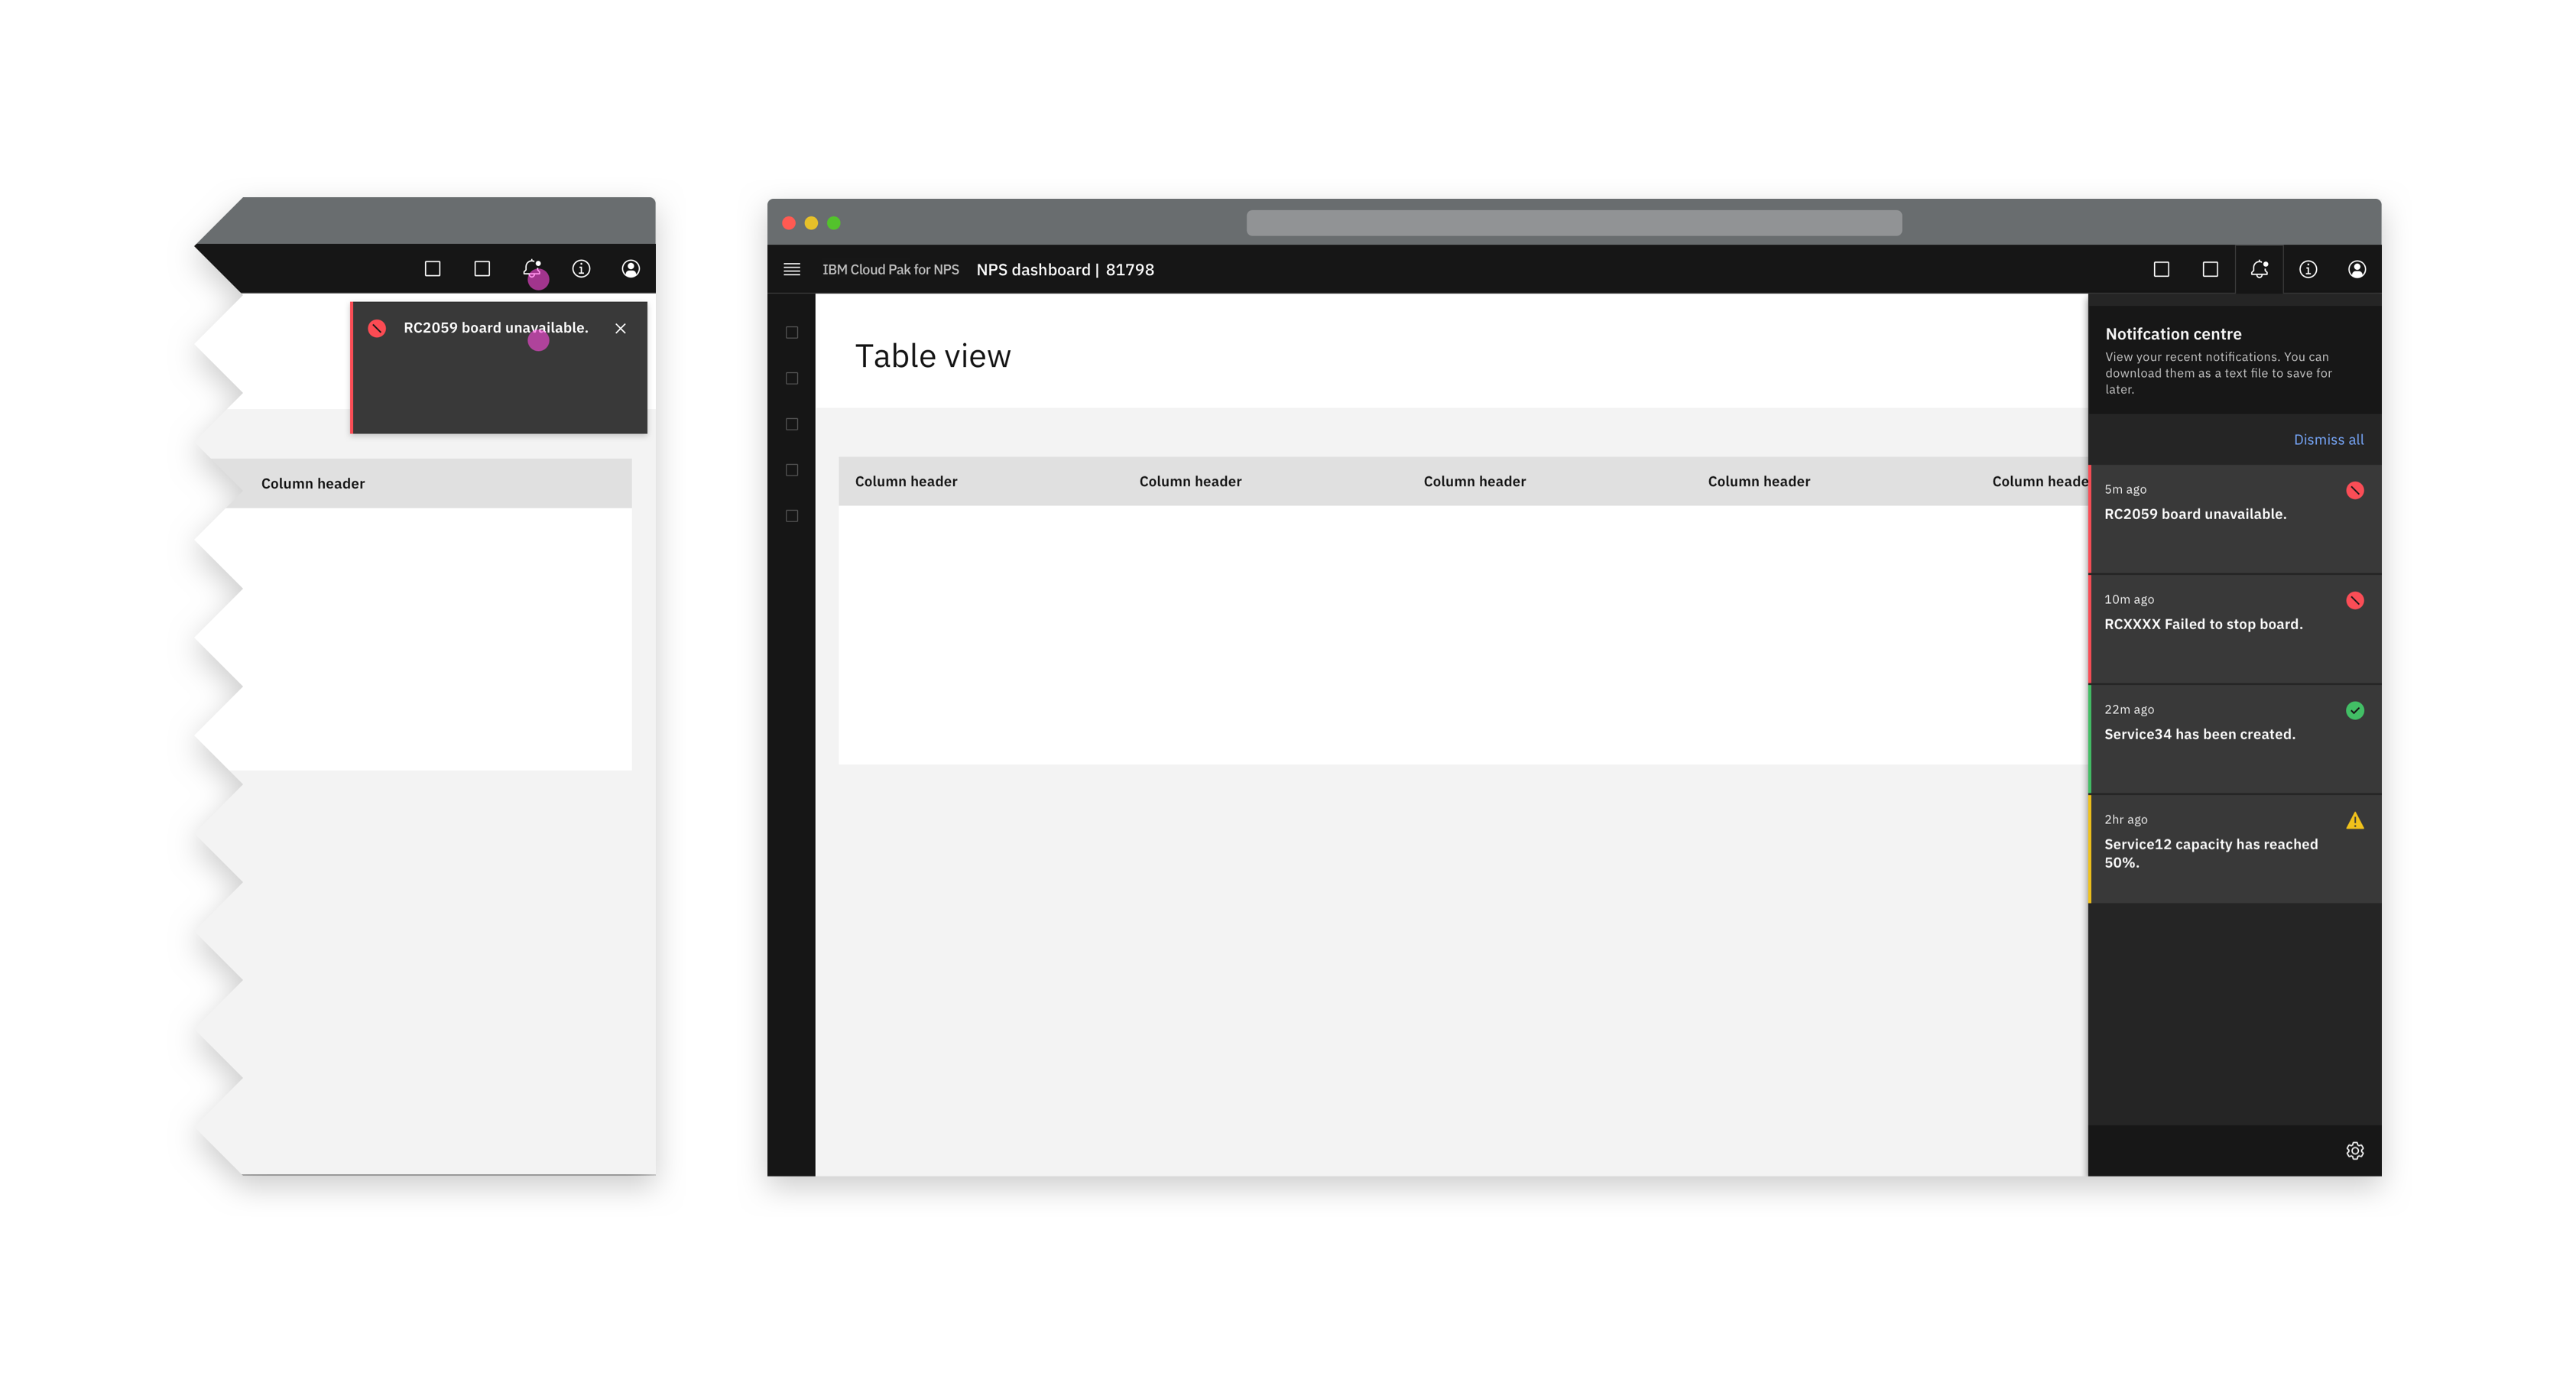 RC2059 board unavailable.
Column header
IBM Cloud Pak for NPS NPS dashboard | 81798
Table view
Column header Column header Column header Column header Column heade
Notifcation centre
View your recent notifications. You can
download them as a text file to save for
later.
Dismiss all
5m ago
RC2059 board unavailable.
10m ago
RCXXXX Failed to stop board.
22m ago
Service34 has been created.
2hr ago
Service12 capacity has reached
50%.